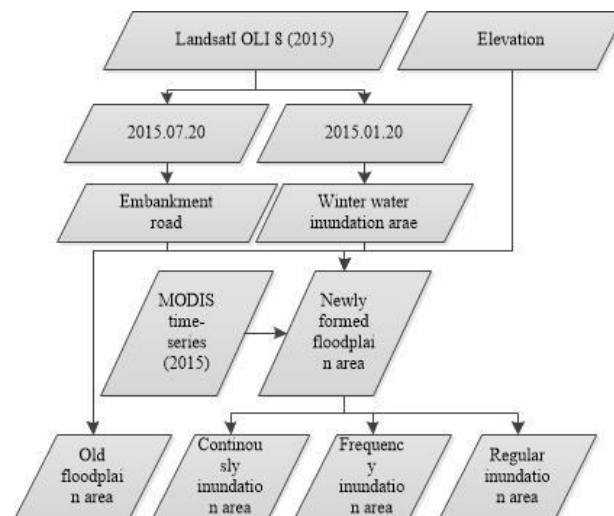 LandsatI OLI 8 (2015)
Elevation
2015.07.20
2015.01.20
Embankment
road
Winter water
inundation arae
MODIS
time-
series
(2015)
Newly
formed
floodplai
n area
Old
floodplai
n area
Continou
sly
inundatio
n area
Frequenc
y
inundatio
n area
Regular
inundatio
n area